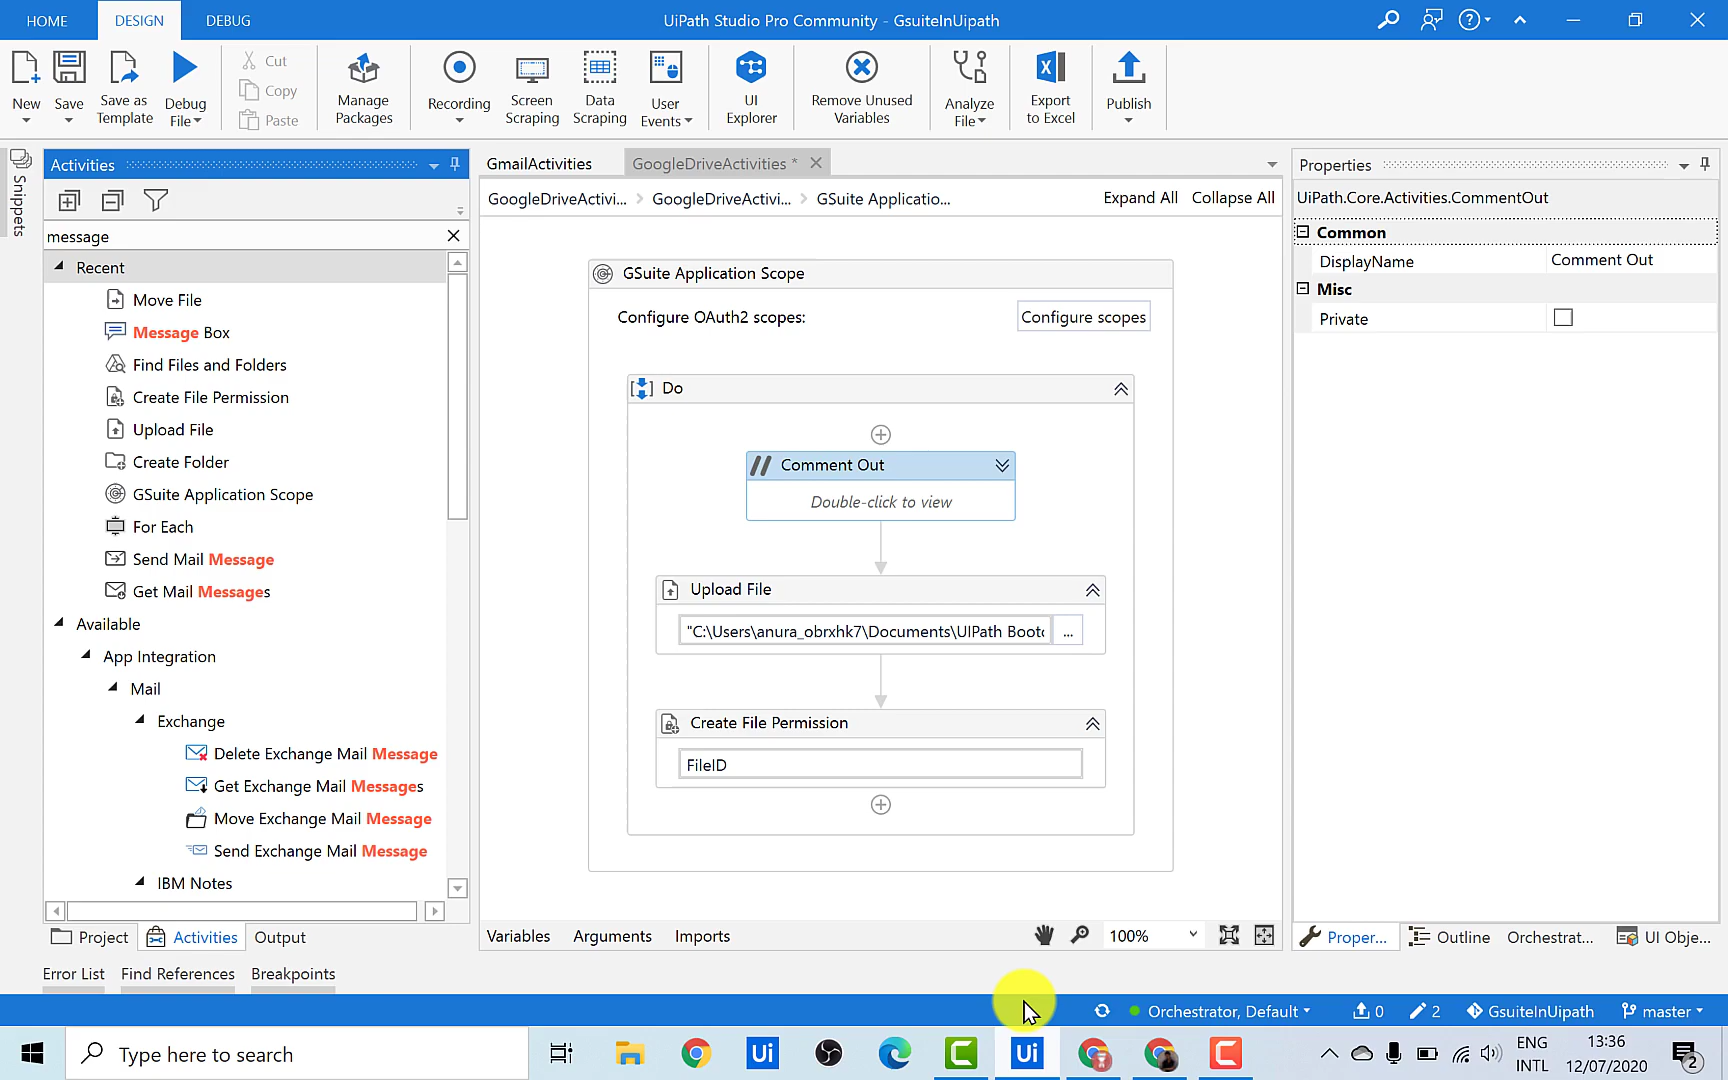 HOME DESIGN DEBUG UiPath Studio Pro Community - GsuiteInUipath
New Save Save as Template Debug File Cut Copy Paste Manage Packages Recording Screen Scraping Data Scraping User Events UI Explorer Remove Unused Variables Analyze File Export to Excel Publish
Snippets
Activities
message
Recent
Move File
Message Box
Find Files and Folders
Create File Permission
Upload File
Create Folder
GSuite Application Scope
For Each
Send Mail Message
Get Mail Messages
Available
App Integration
Mail
Exchange
Delete Exchange Mail Message
Get Exchange Mail Messages
Move Exchange Mail Message
Send Exchange Mail Message
IBM Notes
Project Activities Output
Error List Find References Breakpoints
GmailActivities GoogleDriveActivities *
GoogleDriveActivi... GoogleDriveActivi... GSuite Applicatio... Expand All Collapse All
GSuite Application Scope
Configure OAuth2 scopes: Configure scopes
Do
Comment Out
Double-click to view
Upload File
"C:\Users\anura_obrxhk7\Documents\UIPath Bootc ...
Create File Permission
FileID
Variables Arguments Imports 100%
Properties
UiPath.Core.Activities.CommentOut
Common
DisplayName Comment Out
Misc
Private
Proper... Outline Orchestrat... UI Obje...
Orchestrator, Default 0 2 GsuiteInUipath master
Type here to search Ui Ui ENG INTL 13:36 12/07/2020 2